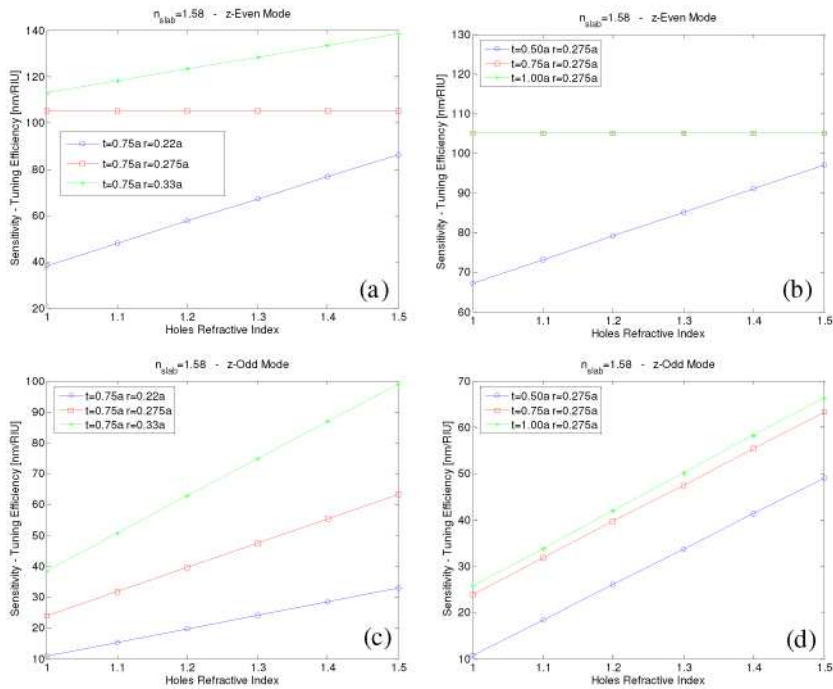 n_slab=1.58 - z-Even Mode
Sensitivity - Tuning Efficiency [nm/RIU]
140
120
100
80
60
40
20
t=0.75a r=0.22a
t=0.75a r=0.275a
t=0.75a r=0.33a
(a)
1 1.1 1.2 1.3 1.4 1.5
Holes Refractive Index
n_slab=1.58 - z-Even Mode
Sensitivity - Tuning Efficiency [nm/RIU]
130
120
110
100
90
80
70
60
t=0.50a r=0.275a
t=0.75a r=0.275a
t=1.00a r=0.275a
(b)
1 1.1 1.2 1.3 1.4 1.5
Holes Refractive Index
n_slab=1.58 - z-Odd Mode
Sensitivity - Tuning Efficiency [nm/RIU]
100
90
80
70
60
50
40
30
20
10
t=0.75a r=0.22a
t=0.75a r=0.275a
t=0.75a r=0.33a
(c)
1 1.1 1.2 1.3 1.4 1.5
Holes Refractive Index
n_slab=1.58 - z-Odd Mode
Sensitivity - Tuning Efficiency [nm/RIU]
70
60
50
40
30
20
10
t=0.50a r=0.275a
t=0.75a r=0.275a
t=1.00a r=0.275a
(d)
1 1.1 1.2 1.3 1.4 1.5
Holes Refractive Index